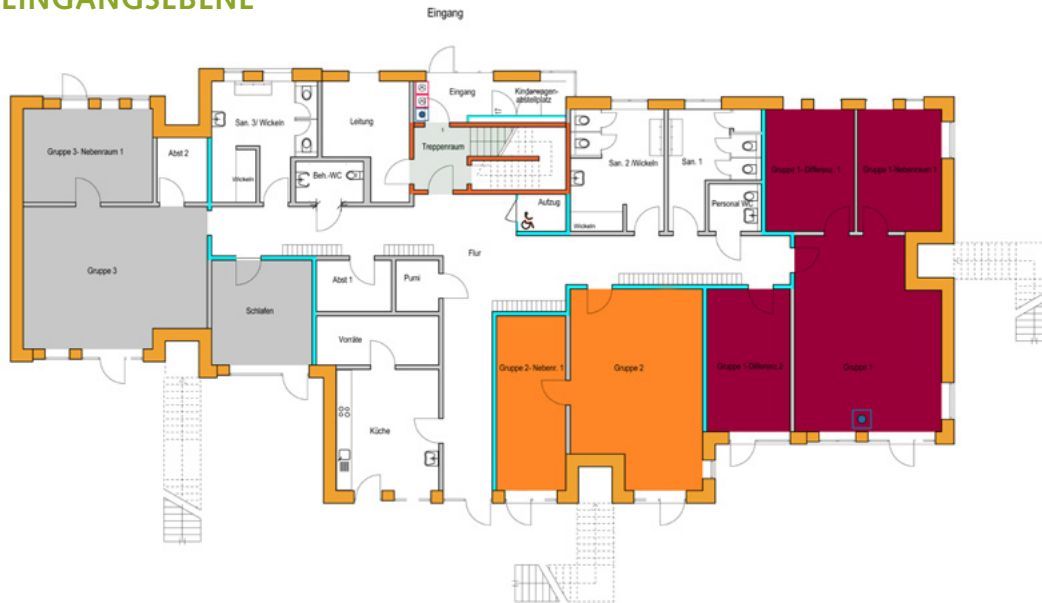 EINGANGSEBENE
Eingang
Eingang
Kinderwagen-
abstellplatz
San. 3/ Wickeln
Leitung
Treppenraum
Gruppe 3- Nebenraum 1
Abst 2
Wickeln
Beh.-WC
San. 2 /Wickeln
San. 1
Gruppe 1- Differenz. 1
Gruppe 1-Nebenraum 1
Aufzug
Personal WC
Wickeln
Gruppe 3
Flur
Abst 1
Pumi
Schlafen
Vorräte
Gruppe 2- Nebenr. 1
Gruppe 2
Gruppe 1-Differenz.2
Gruppe 1
Küche